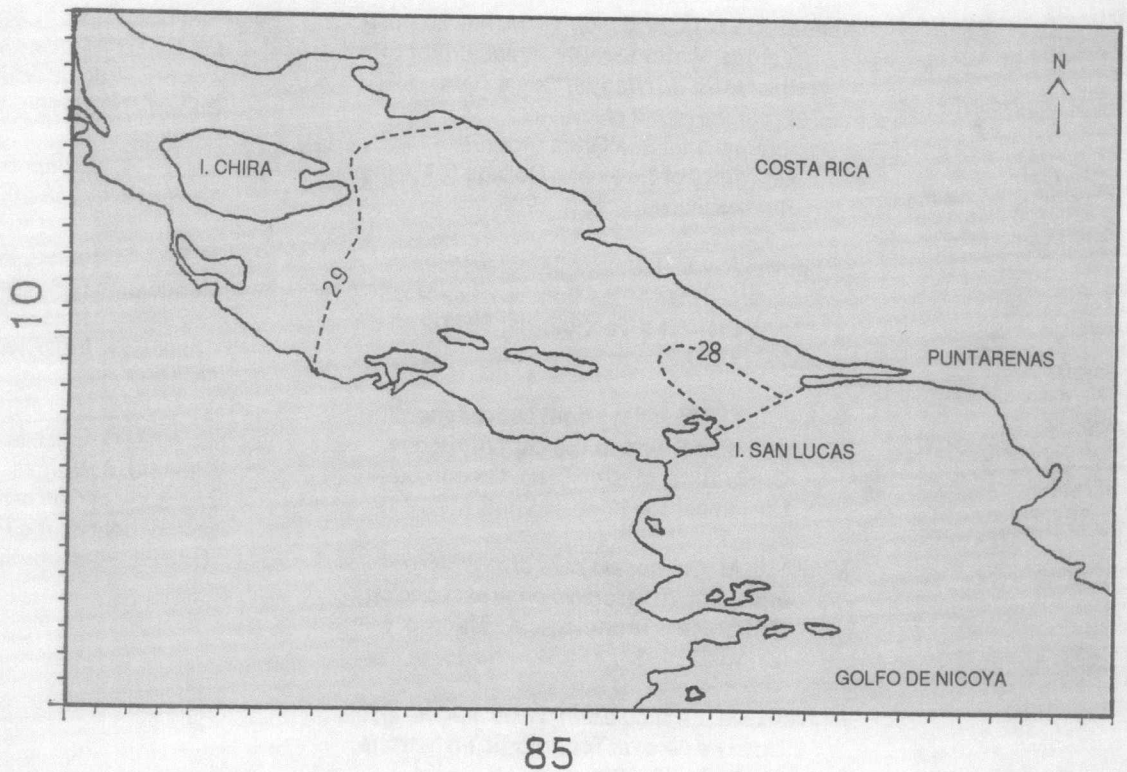 N
I. CHIRA
COSTA RICA
29
10
28
PUNTARENAS
I. SAN LUCAS
GOLFO DE NICOYA
85